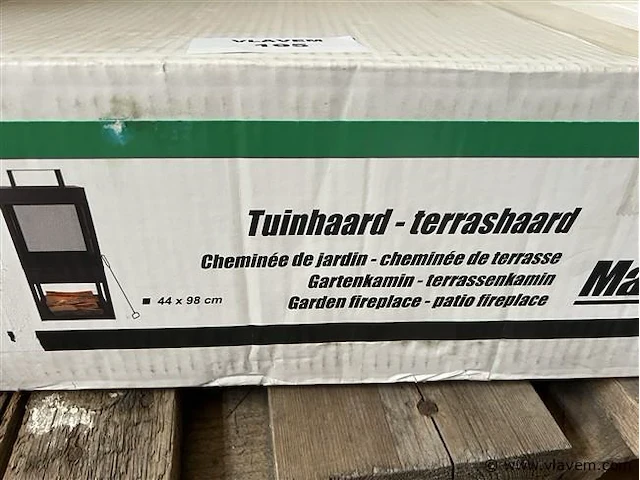 VLAVEM
105
Tuinhaard - terrashaard
Cheminée de jardin - cheminée de terrasse
Gartenkamin - terrassenkamin
Garden fireplace - patio fireplace
44 x 98 cm
Ma
© www.vlavem.com